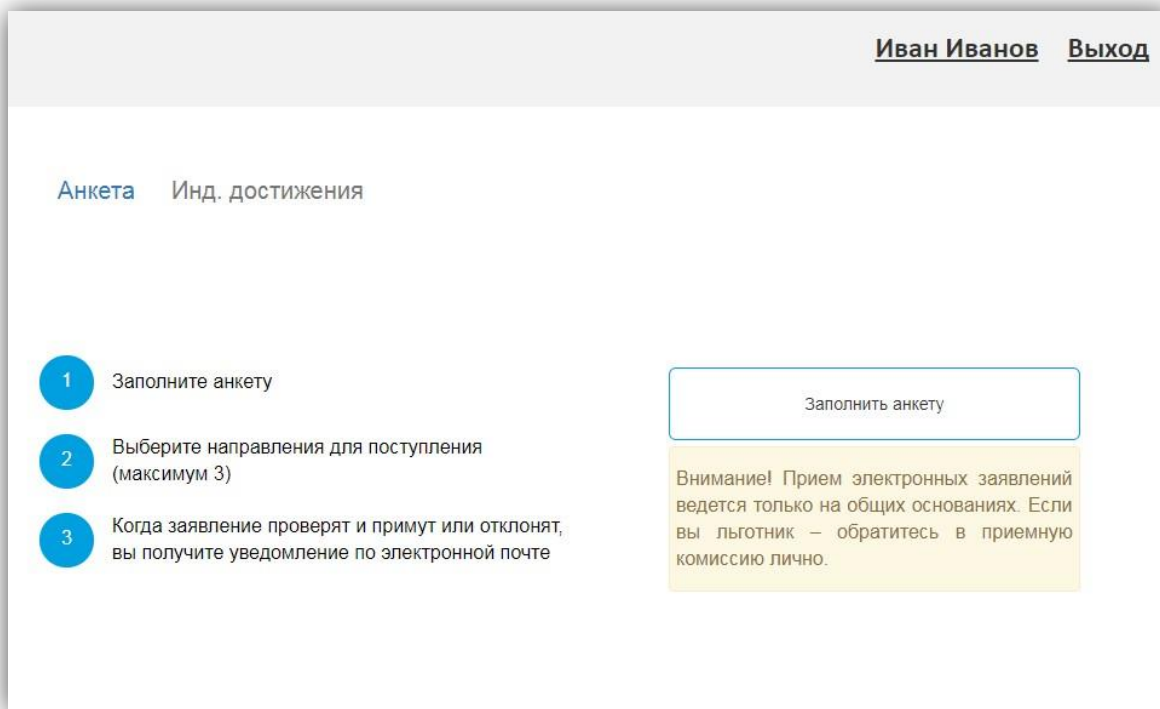 Иван Иванов Выход
Анкета Инд. достижения
1 Заполните анкету
2 Выберите направления для поступления
(максимум 3)
3 Когда заявление проверят и примут или отклонят,
вы получите уведомление по электронной почте
Заполнить анкету
Внимание! Прием электронных заявлений
ведется только на общих основаниях. Если
вы льготник – обратитесь в приемную
комиссию лично.